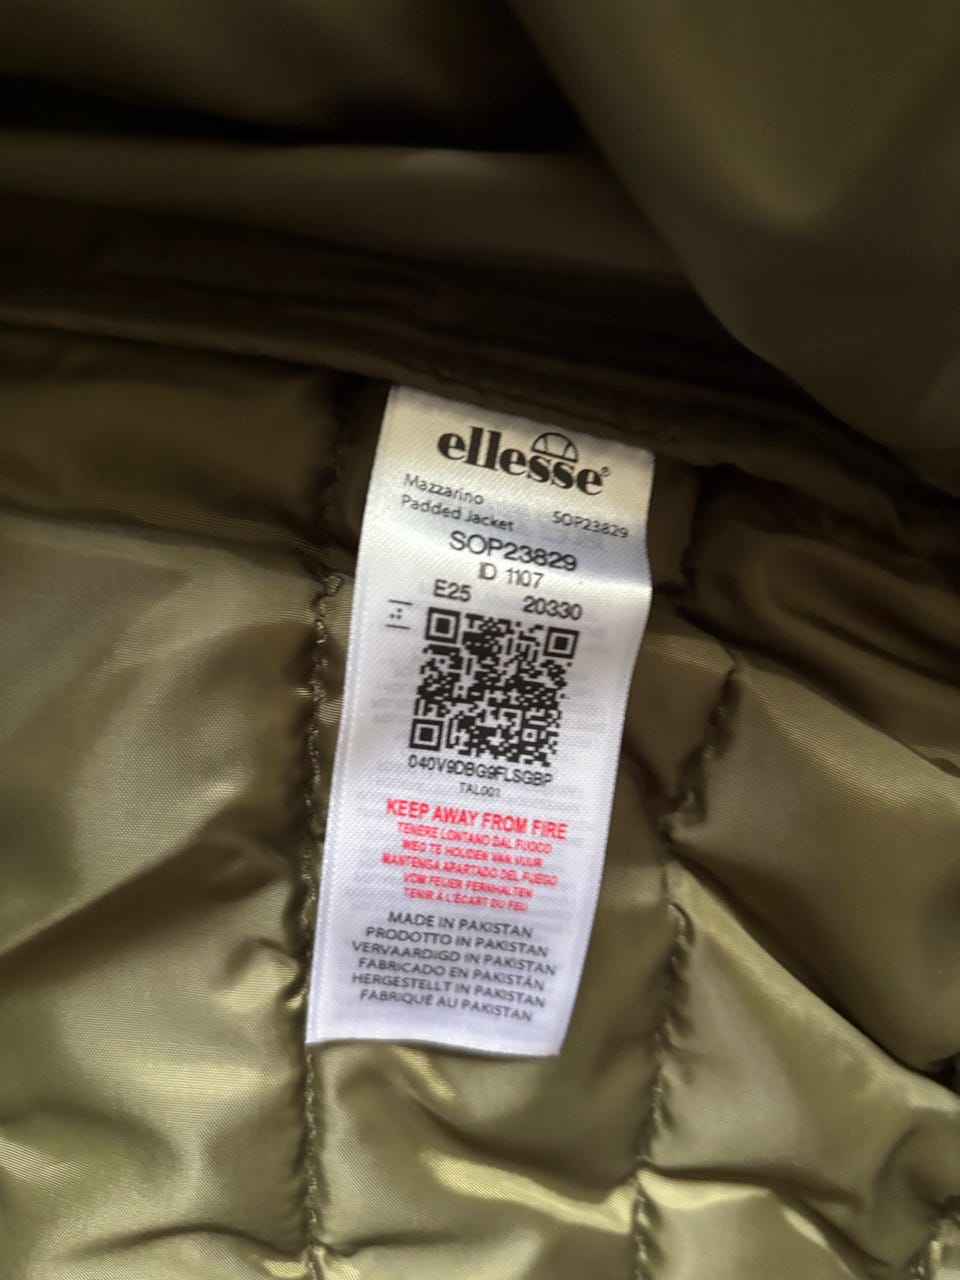 ellesse®
Mazzarino
Padded Jacket SOP23829
SOP23829
ID 1107
E25 20330
040V9DBG9FLSGBP
TAL001
KEEP AWAY FROM FIRE
TENERE LONTANO DAL FUOCO
WEG TE HOUDEN VAN VUUR
MANTENGA APARTADO DEL FUEGO
VOM FEUER FERNHALTEN
TENIR À L'ÉCART DU FEU
MADE IN PAKISTAN
PRODOTTO IN PAKISTAN
VERVAARDIGD IN PAKISTAN
FABRICADO EN PAKISTÁN
HERGESTELLT IN PAKISTAN
FABRIQUÉ AU PAKISTAN